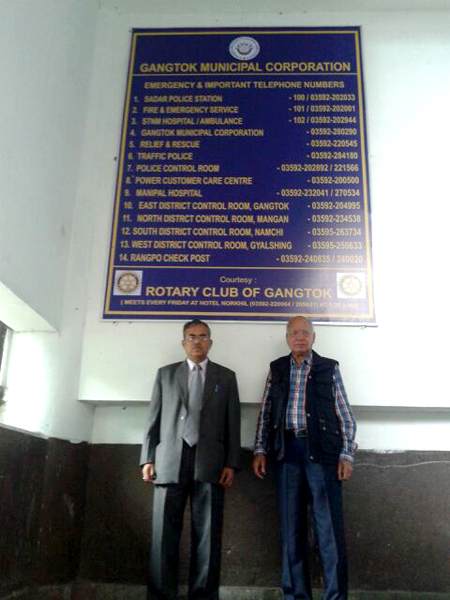 GANGTOK MUNICIPAL CORPORATION
EMERGENCY & IMPORTANT TELEPHONE NUMBERS
1. SADAR POLICE STATION - 100 / 03592-202033
2. FIRE & EMERGENCY SERVICE - 101 / 03592-202001
3. STNM HOSPITAL / AMBULANCE - 102 / 03592-202944
4. GANGTOK MUNICIPAL CORPORATION - 03592-280290
5. RELIEF & RESCUE - 03592-220545
6. TRAFFIC POLICE - 03592-284180
7. POLICE CONTROL ROOM - 03592-202892 / 221566
8. POWER CUSTOMER CARE CENTRE - 03592-200500
9. MANIPAL HOSPITAL - 03592-232041 / 270534
10. EAST DISTRICT CONTROL ROOM, GANGTOK - 03592-204995
11. NORTH DISTRCT CONTROL ROOM, MANGAN - 03592-234538
12. SOUTH DISTRCT CONTROL ROOM, NAMCHI - 03595-263734
13. WEST DISTRCT CONTROL ROOM, GYALSHING - 03595-250633
14. RANGPO CHECK POST - 03592-240835 / 240020
Courtesy :
ROTARY CLUB OF GANGTOK
( MEETS EVERY FRIDAY AT HOTEL NORKHIL (03592-220064 /